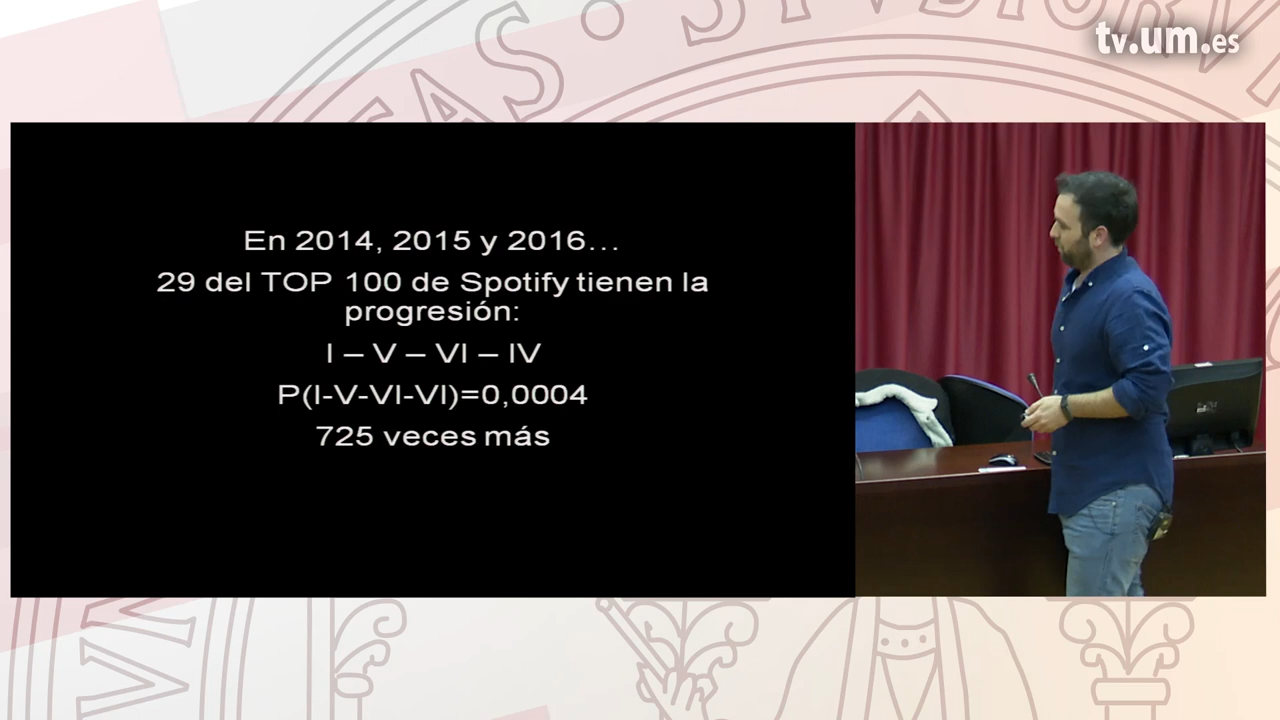 tv.um.es
En 2014, 2015 y 2016…
29 del TOP 100 de Spotify tienen la
progresión:
I – V – VI – IV
P(I-V-VI-VI)=0,0004
725 veces más